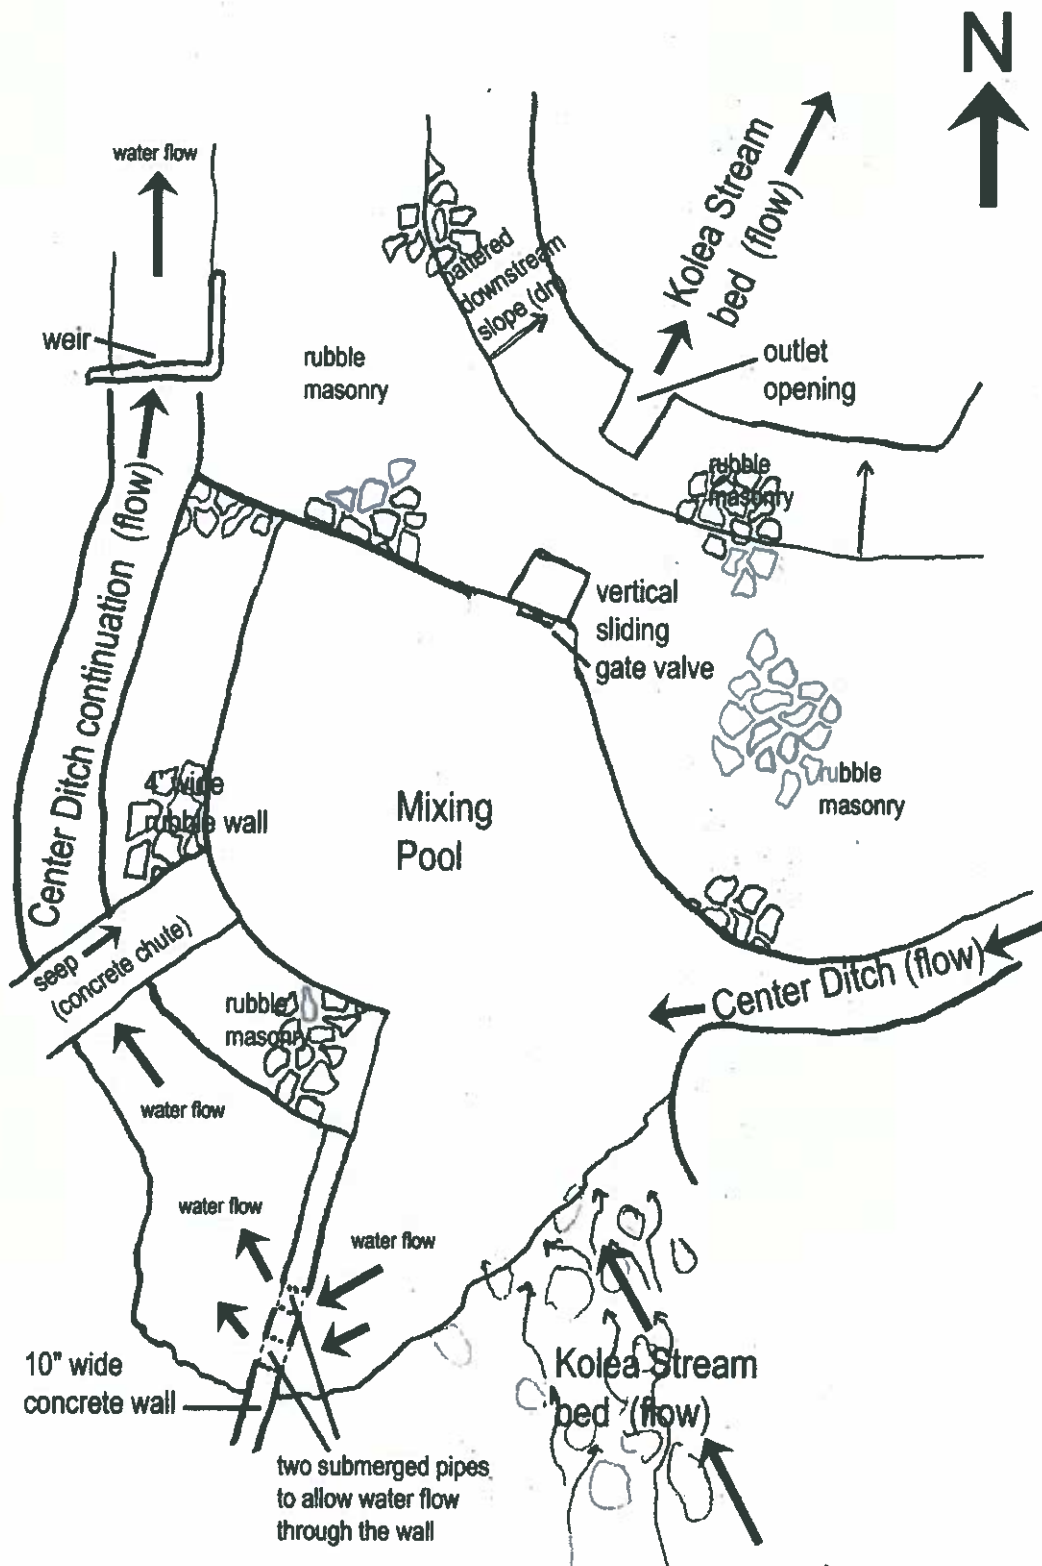 N
water flow
Kolea Stream
bed (flow)
battered
downstream
slope (dn)
weir
rubble
masonry
outlet
opening
rubble
masonry
Center Ditch continuation (flow)
vertical
sliding
gate valve
4' wide
rubble wall
Mixing
Pool
rubble
masonry
seep
(concrete chute)
Center Ditch (flow)
rubble
masonry
water flow
water flow
water flow
10" wide
concrete wall
Kolea Stream
bed (flow)
two submerged pipes
to allow water flow
through the wall